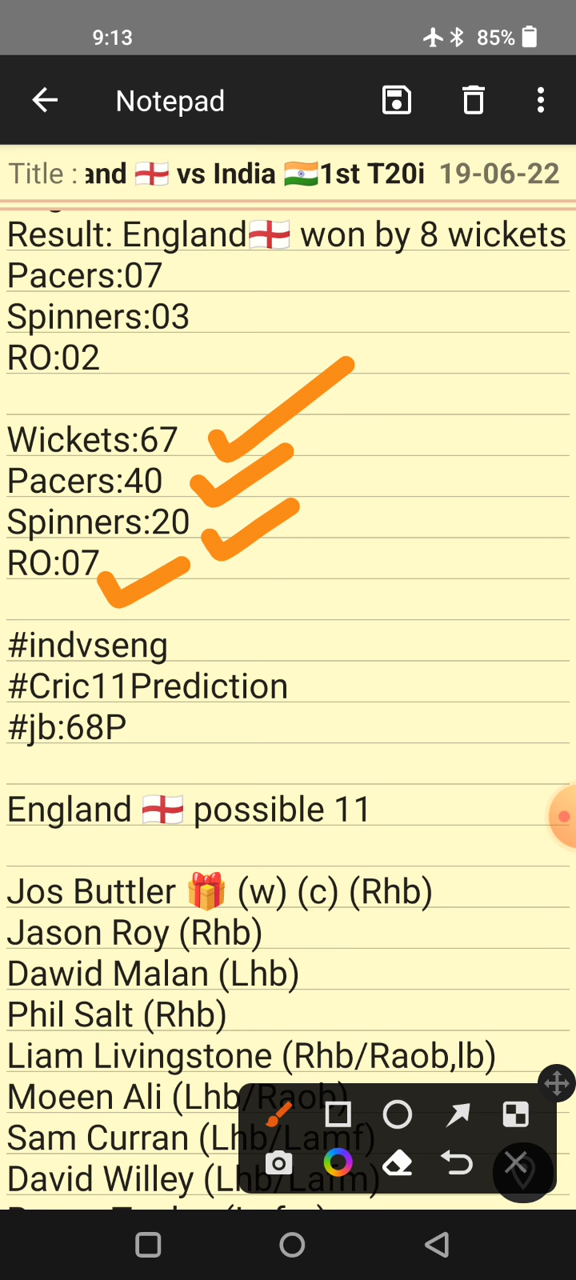 9:13
85%
Notepad
Title : and 🏴󠁧󠁢󠁥󠁮󠁧󠁿 vs India 🇮🇳1st T20i 19-06-22
Result: England🏴󠁧󠁢󠁥󠁮󠁧󠁿 won by 8 wickets
Pacers:07
Spinners:03
RO:02
Wickets:67
Pacers:40
Spinners:20
RO:07
#indvseng
#Cric11Prediction
#jb:68P
England 🏴󠁧󠁢󠁥󠁮󠁧󠁿 possible 11
Jos Buttler 🎁 (w) (c) (Rhb)
Jason Roy (Rhb)
Dawid Malan (Lhb)
Phil Salt (Rhb)
Liam Livingstone (Rhb/Raob,lb)
Moeen Ali (Lhb/Raob)
Sam Curran (Lhb/Lamf)
David Willey (Lhb/Lafm)